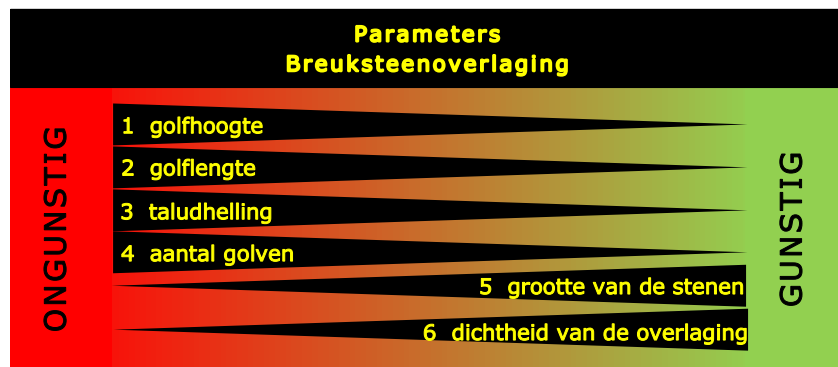 Parameters
Breuksteenoverlaging
ONGUNSTIG
1 golfhoogte
2 golflengte
3 taludhelling
4 aantal golven
5 grootte van de stenen
6 dichtheid van de overlaging
GUNSTIG